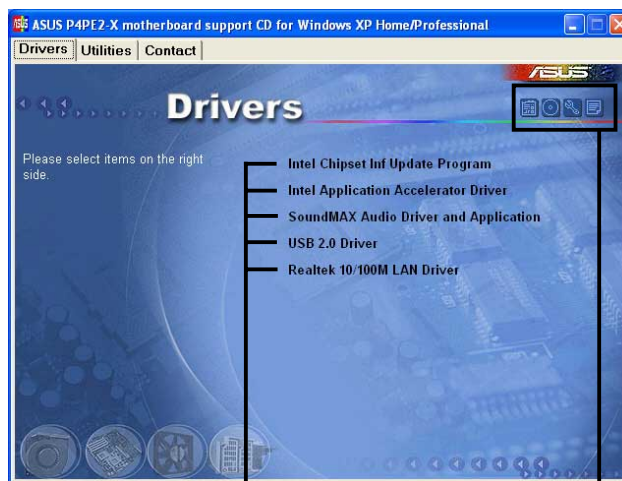 ASUS P4PE2-X motherboard support CD for Windows XP Home/Professional
Drivers Utilities Contact
ASUS
Drivers
Please select items on the right
side.
Intel Chipset Inf Update Program
Intel Application Accelerator Driver
SoundMAX Audio Driver and Application
USB 2.0 Driver
Realtek 10/100M LAN Driver